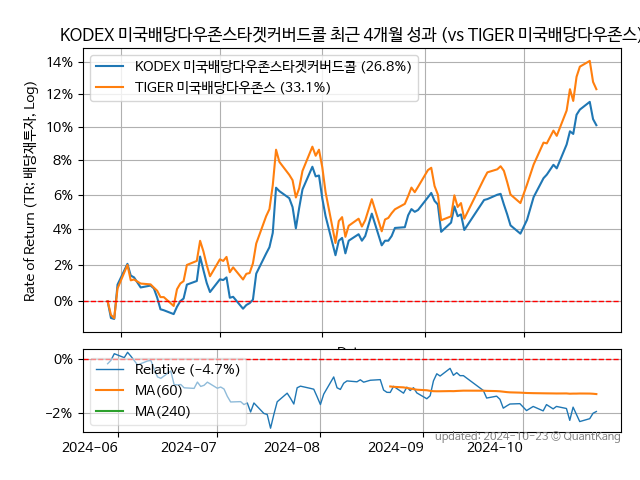 KODEX 미국배당다우존스타겟커버드콜 최근 4개월 성과 (vs TIGER 미국배당다우존스)
14%
12%
10%
8%
6%
4%
2%
0%
Rate of Return (TR: 배당재투자, Log)
KODEX 미국배당다우존스타겟커버드콜 (26.8%)
TIGER 미국배당다우존스 (33.1%)
0%
−2%
Relative (−4.7%)
MA(60)
MA(240)
2024-06 2024-07 2024-08 2024-09 2024-10
updated: 2024-10-23 © QuantKang